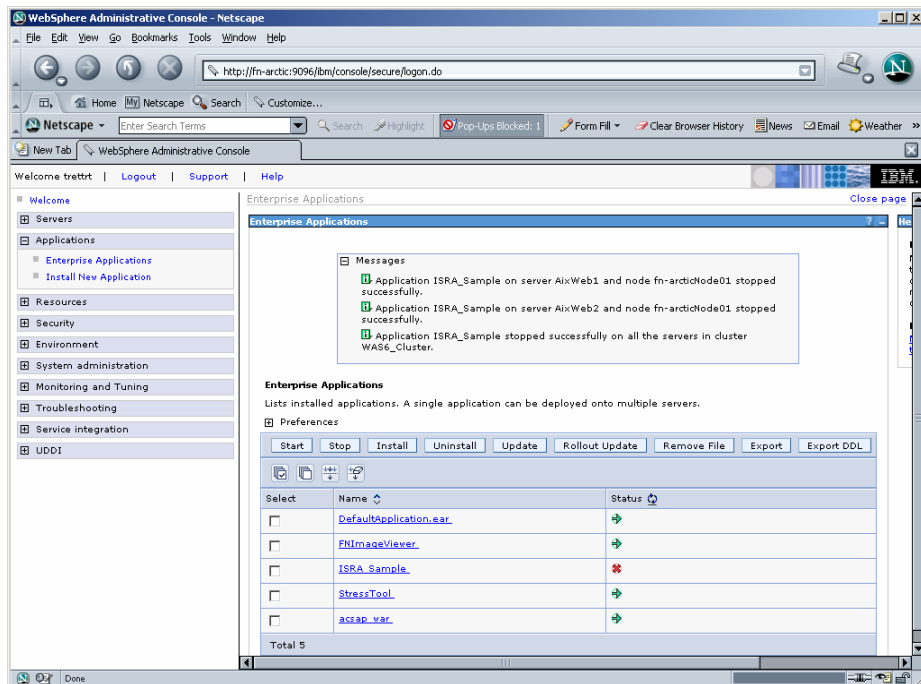 WebSphere Administrative Console - Netscape
File Edit View Go Bookmarks Tools Window Help
http://fn-arctic:9096/ibm/console/secure/logon.do
Home My Netscape Search Customize...
Netscape Enter Search Terms Search Highlight Pop-Ups Blocked: 1 Form Fill Clear Browser History News Email Weather »
New Tab WebSphere Administrative Console
Welcome trettrt | Logout | Support | Help IBM.
Welcome
Servers
Applications
Enterprise Applications
Install New Application
Resources
Security
Environment
System administration
Monitoring and Tuning
Troubleshooting
Service integration
UDDI
Enterprise Applications Close page
Enterprise Applications ? He
Messages
Application ISRA_Sample on server AixWeb1 and node fn-arcticNode01 stopped
successfully.
Application ISRA_Sample on server AixWeb2 and node fn-arcticNode01 stopped
successfully.
Application ISRA_Sample stopped successfully on all the servers in cluster
WAS6_Cluster.
Enterprise Applications
Lists installed applications. A single application can be deployed onto multiple servers.
Preferences
Start Stop Install Uninstall Update Rollout Update Remove File Export Export DDL
Select Name Status
DefaultApplication.ear
FNImageViewer
ISRA_Sample
StressTool
acsap_war
Total 5
Done